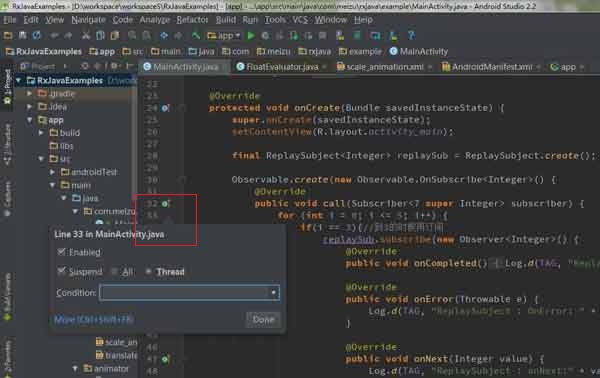 RxJavaExamples - [D:\workspace\workspaceRS\RxJavaExamples] - [app] - ...\app\src\main\java\com\meizu\rxjava\example\MainActivity.java - Android Studio 2.2
File Edit View Navigate Code Analyze Refactor Build Run Tools VCS Window Help
app
RxJavaExamples app src main java com meizu rxjava example MainActivity
Project
MainActivity.java FloatEvaluator.java scale_animation.xml AndroidManifest.xml app
1: Project
Z: Structure
Captures
Build Variants
2: Favorites
RxJavaExamples
.gradle
.idea
app
build
libs
src
androidTest
main
java
com.meizu
animator
22
23 @Override
24 protected void onCreate(Bundle savedInstanceState) {
25 super.onCreate(savedInstanceState);
26 setContentView(R.layout.activity_main);
27
28 final ReplaySubject<Integer> replaySub = ReplaySubject.create();
29
30 Observable.create(new Observable.OnSubscribe<Integer>() {
31 @Override
32 public void call(Subscriber<? super Integer> subscriber) {
33 for (int i = 0; i <= 5; i++) {
if(i == 3){//到3的时候再订阅
replaySub.subscribe(new Observer<Integer>() {
@Override
public void onCompleted() { Log.d(TAG, "Repla
@Override
public void onError(Throwable e) {
Log.d(TAG, "ReplaySubject : OnError: " +
}
46 @Override
47 public void onNext(Integer value) {
48 Log.d(TAG, "ReplaySubject : onNext:" + va
Line 33 in MainActivity.java
Enabled
Suspend All Thread
Condition:
More (Ctrl+Shift+F8)
Done